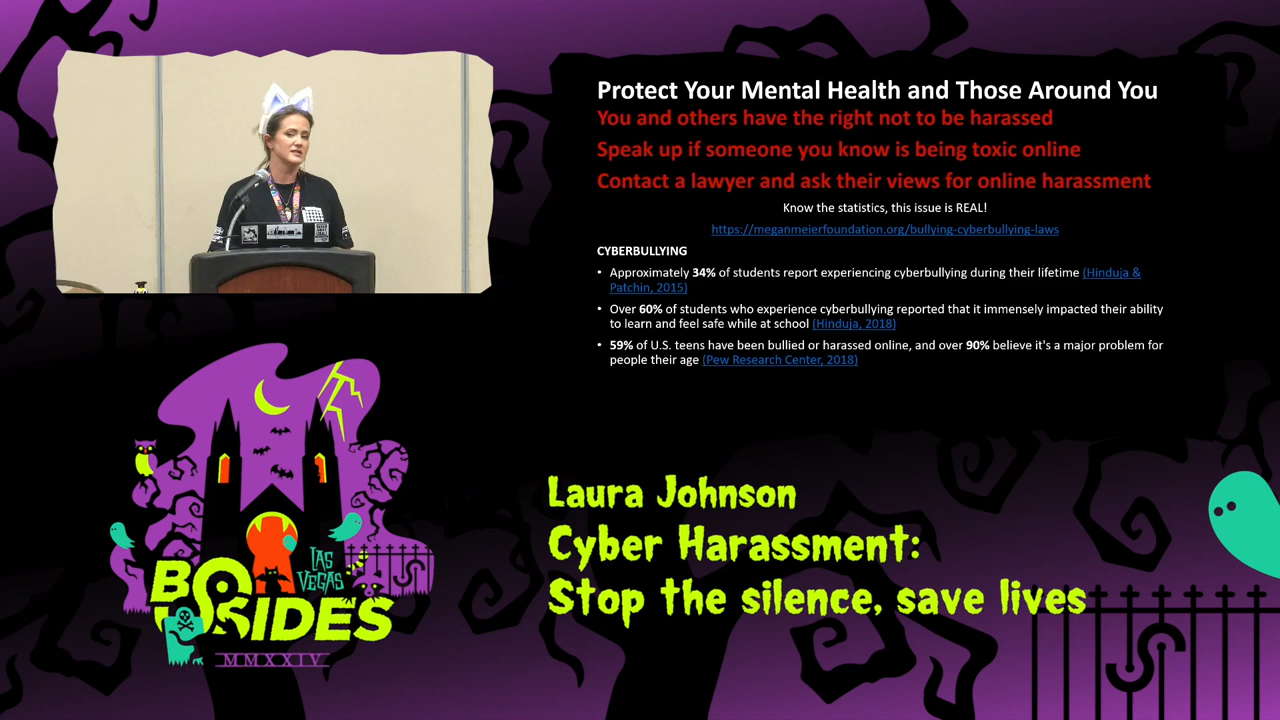 Protect Your Mental Health and Those Around You
You and others have the right not to be harassed
Speak up if someone you know is being toxic online
Contact a lawyer and ask their views for online harassment
Know the statistics, this issue is REAL!
https://meganmeierfoundation.org/bullying-cyberbullying-laws
CYBERBULLYING
• Approximately 34% of students report experiencing cyberbullying during their lifetime (Hinduja &
Patchin, 2015)
• Over 60% of students who experience cyberbullying reported that it immensely impacted their ability
to learn and feel safe while at school (Hinduja, 2018)
• 59% of U.S. teens have been bullied or harassed online, and over 90% believe it's a major problem for
people their age (Pew Research Center, 2018)
LAS
VEGAS
BSIDES
MMXXIV
Laura Johnson
Cyber Harassment:
Stop the silence, save lives